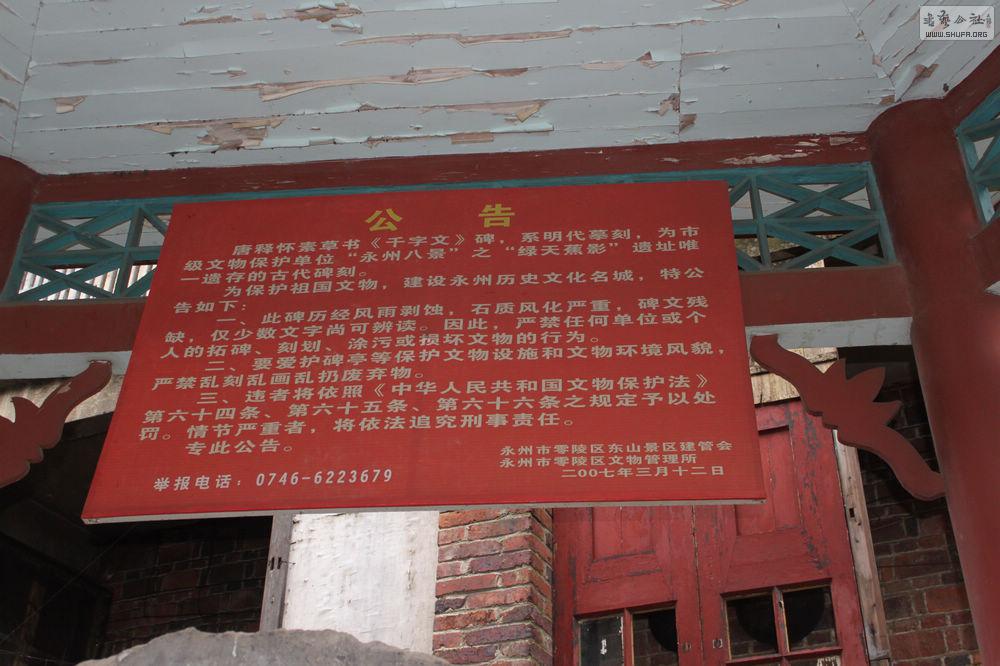 公告
唐释怀素草书《千字文》碑，系明代摹刻，为市
级文物保护单位“永州八景”之“绿天蕉影”遗址唯
一遗存的古代碑刻。
为保护祖国文物，建设永州历史文化名城，特公
告如下：
一、此碑历经风雨剥蚀，石质风化严重，碑文残
缺，仅少数文字尚可辨读。因此，严禁任何单位或个
人的拓碑、刻划、涂污或损坏文物的行为。
二、要爱护碑亭等保护文物设施和文物环境风貌，
严禁乱刻乱画乱扔废弃物。
三、违者将依照《中华人民共和国文物保护法》
第六十四条、第六十五条、第六十六条之规定予以处
罚。情节严重者，将依法追究刑事责任。
专此公告。
永州市零陵区东山景区建管会
永州市零陵区文物管理所
二00七年三月十二日
举报电话：0746-6223679
WWW.SHUFA.ORG